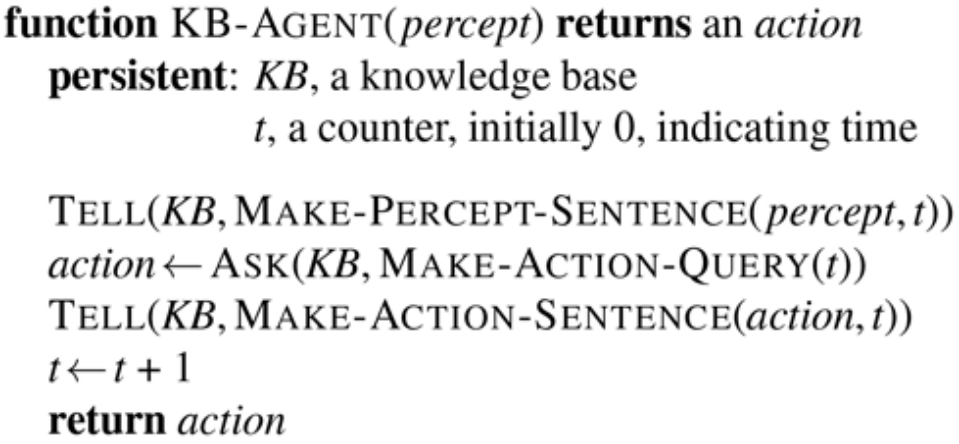 function KB-AGENT(percept) returns an action
persistent: KB, a knowledge base
t, a counter, initially 0, indicating time
TELL(KB, MAKE-PERCEPT-SENTENCE(percept, t))
action ← ASK(KB, MAKE-ACTION-QUERY(t))
TELL(KB, MAKE-ACTION-SENTENCE(action, t))
t ← t + 1
return action